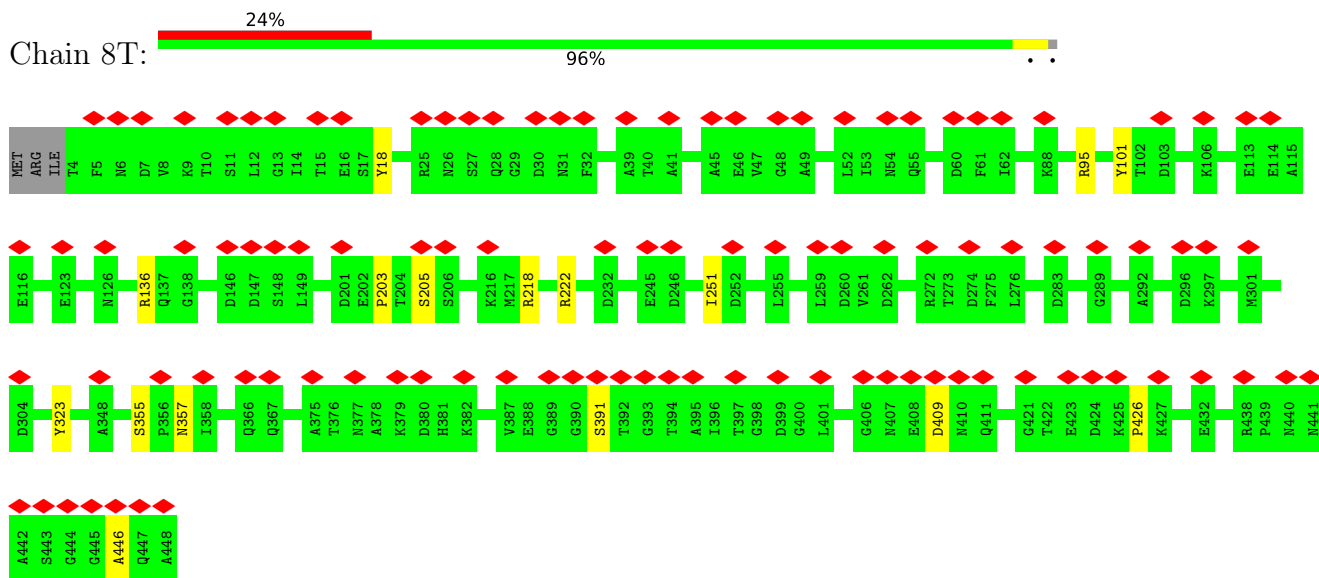 24%
Chain 8T:
96%
. .
MET ARG ILE T4 F5 N6 D7 V8 K9 T10 S11 L12 G13 I14 T15 E16 S17 Y18 R25 N26 S27 Q28 G29 D30 N31 F32 A39 T40 A41 A45 E46 V47 G48 A49 L52 I53 N54 Q55 D60 F61 I62 K88 R95 Y101 T102 D103 K106 E113 E114 A115
E116 E123 N126 R136 Q137 G138 D146 D147 S148 L149 D201 E202 P203 T204 S205 S206 K216 M217 R218 R222 D232 E245 D246 I251 D252 L255 L259 D260 V261 D262 R272 T273 D274 F275 L276 D283 G289 A292 D296 K297 M301
D304 Y323 A348 S355 P356 N357 I358 Q366 Q367 A375 T376 N377 A378 K379 D380 H381 K382 V387 E388 G389 G390 S391 T392 G393 T394 A395 I396 T397 G398 D399 G400 L401 G406 N407 E408 D409 N410 Q411 G421 T422 E423 D424 K425 P426 K427 E432 R438 P439 N440 N441
A442 S443 G444 G445 A446 Q447 A448